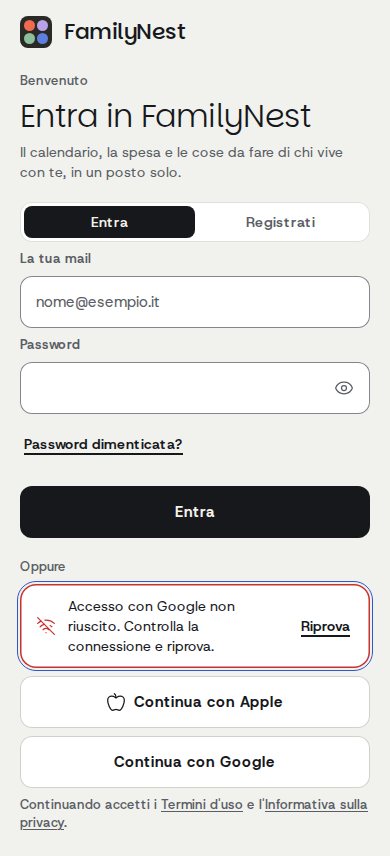 FamilyNest
Benvenuto
Entra in FamilyNest
Il calendario, la spesa e le cose da fare di chi vive
con te, in un posto solo.
Entra
Registrati
La tua mail
nome@esempio.it
Password
Password dimenticata?
Entra
Oppure
Accesso con Google non
riuscito. Controlla la
connessione e riprova.
Riprova
Continua con Apple
Continua con Google
Continuando accetti i Termini d'uso e l'Informativa sulla
privacy.